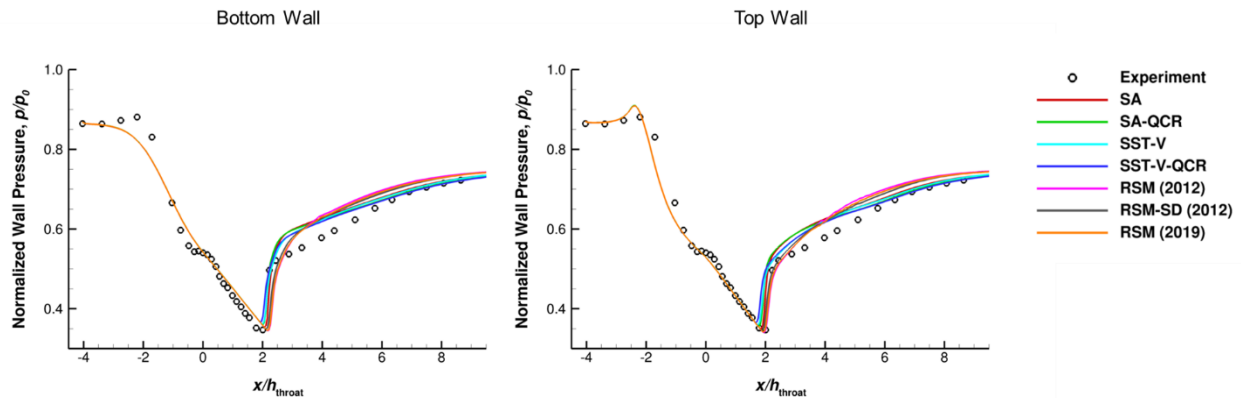 Bottom Wall
Normalized Wall Pressure, p/p0
1.0
0.8
0.6
0.4
-4 -2 0 2 4 6 8
x/hthroat
Top Wall
Normalized Wall Pressure, p/p0
1.0
0.8
0.6
0.4
-4 -2 0 2 4 6 8
x/hthroat
Experiment
SA
SA-QCR
SST-V
SST-V-QCR
RSM (2012)
RSM-SD (2012)
RSM (2019)